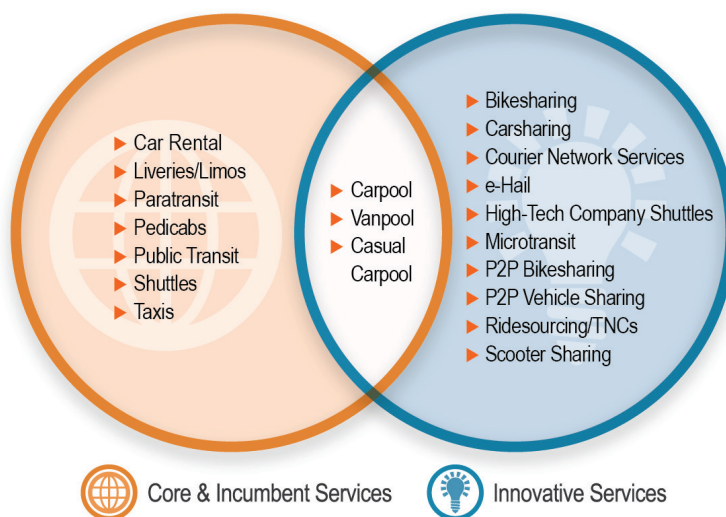 Car Rental
Liveries/Limos
Paratransit
Pedicabs
Public Transit
Shuttles
Taxis
Carpool
Vanpool
Casual
Carpool
Bikesharing
Carsharing
Courier Network Services
e-Hail
High-Tech Company Shuttles
Microtransit
P2P Bikesharing
P2P Vehicle Sharing
Ridesourcing/TNCs
Scooter Sharing
Core & Incumbent Services
Innovative Services